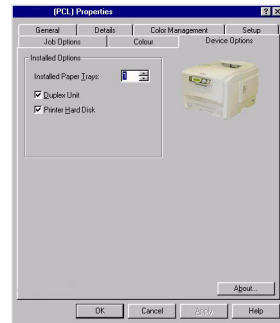 (PCL) Properties
General Details Color Management Setup
Job Options Colour Device Options
Installed Options
Installed Paper Trays: 1
Duplex Unit
Printer Hard Disk
About...
OK Cancel Apply Help